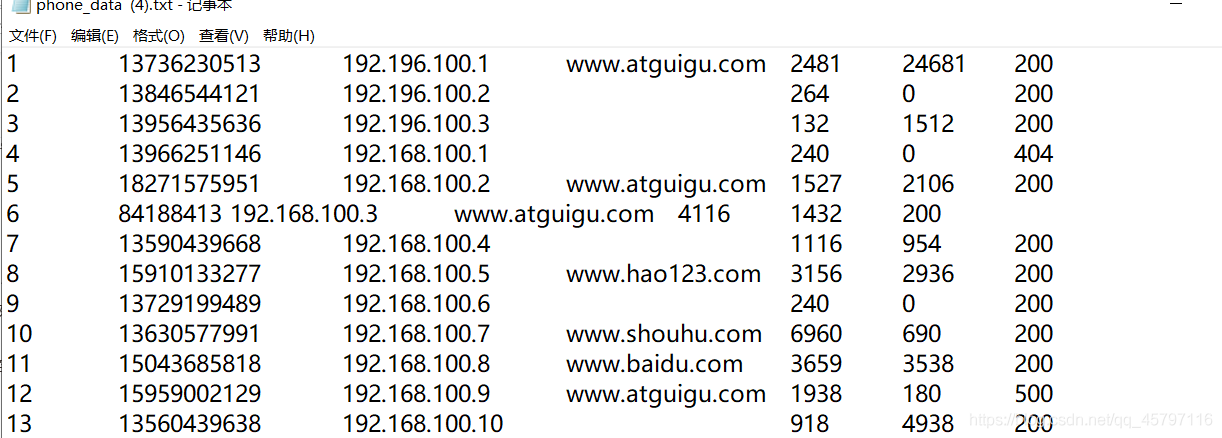 phone_data (4).txt - 记事本
文件(F) 编辑(E) 格式(O) 查看(V) 帮助(H)
1 13736230513 192.196.100.1 www.atguigu.com 2481 24681 200
2 13846544121 192.196.100.2 264 0 200
3 13956435636 192.196.100.3 132 1512 200
4 13966251146 192.168.100.1 240 0 404
5 18271575951 192.168.100.2 www.atguigu.com 1527 2106 200
6 84188413 192.168.100.3 www.atguigu.com 4116 1432 200
7 13590439668 192.168.100.4 1116 954 200
8 15910133277 192.168.100.5 www.hao123.com 3156 2936 200
9 13729199489 192.168.100.6 240 0 200
10 13630577991 192.168.100.7 www.shouhu.com 6960 690 200
11 15043685818 192.168.100.8 www.baidu.com 3659 3538 200
12 15959002129 192.168.100.9 www.atguigu.com 1938 180 500
13 13560439638 192.168.100.10 918 4938 200
https://blog.csdn.net/qq_45797116